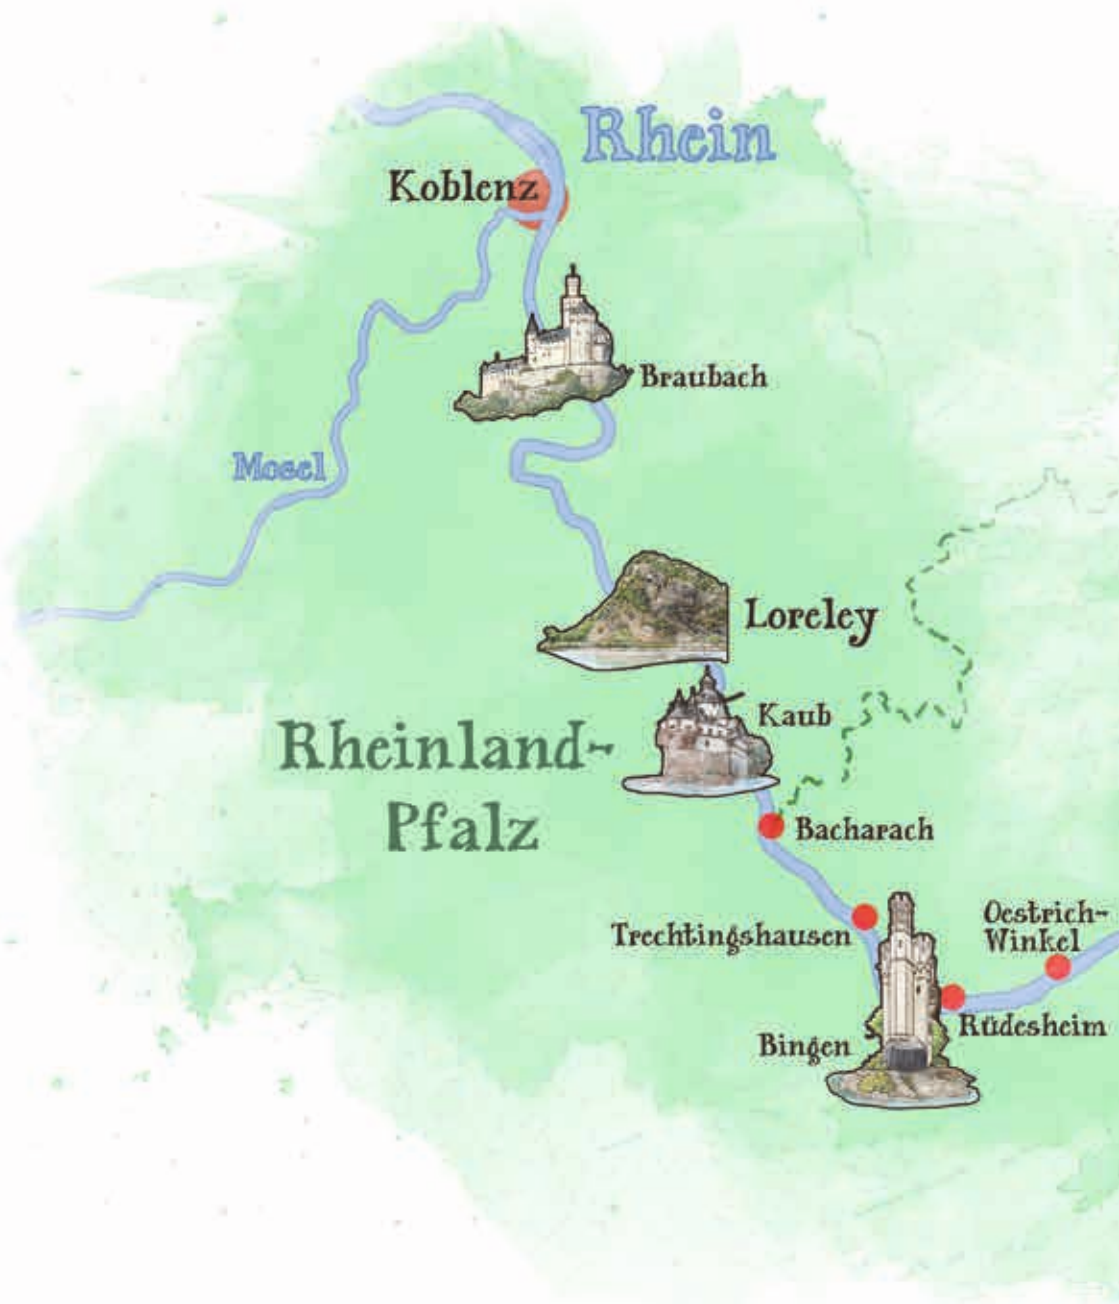 Rhein
Koblenz
Braubach
Mosel
Loreley
Kaub
Rheinland-
Pfalz
Bacharach
Oestrich-
Winkel
Trechtingshausen
Rüdesheim
Bingen